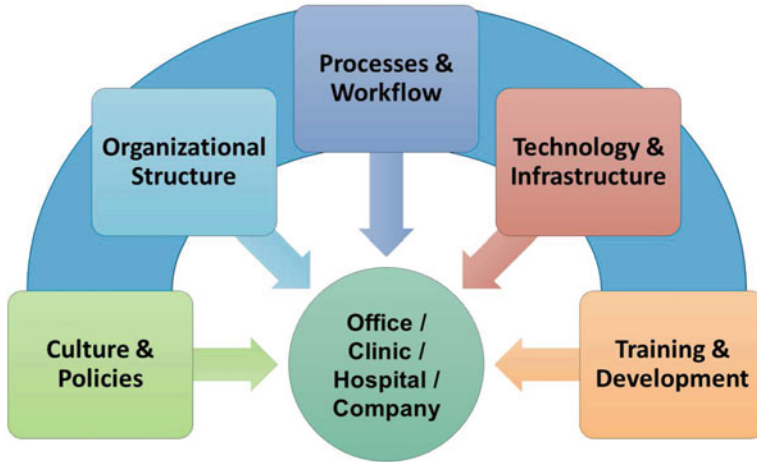 Processes &
Workflow
Organizational
Structure
Technology &
Infrastructure
Culture &
Policies
Office /
Clinic /
Hospital /
Company
Training &
Development